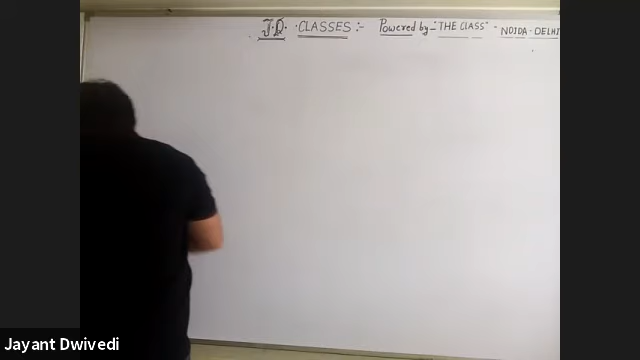 J.D. CLASSES :- Powered by - "THE CLASS" - NOIDA - DELHI
Jayant Dwivedi